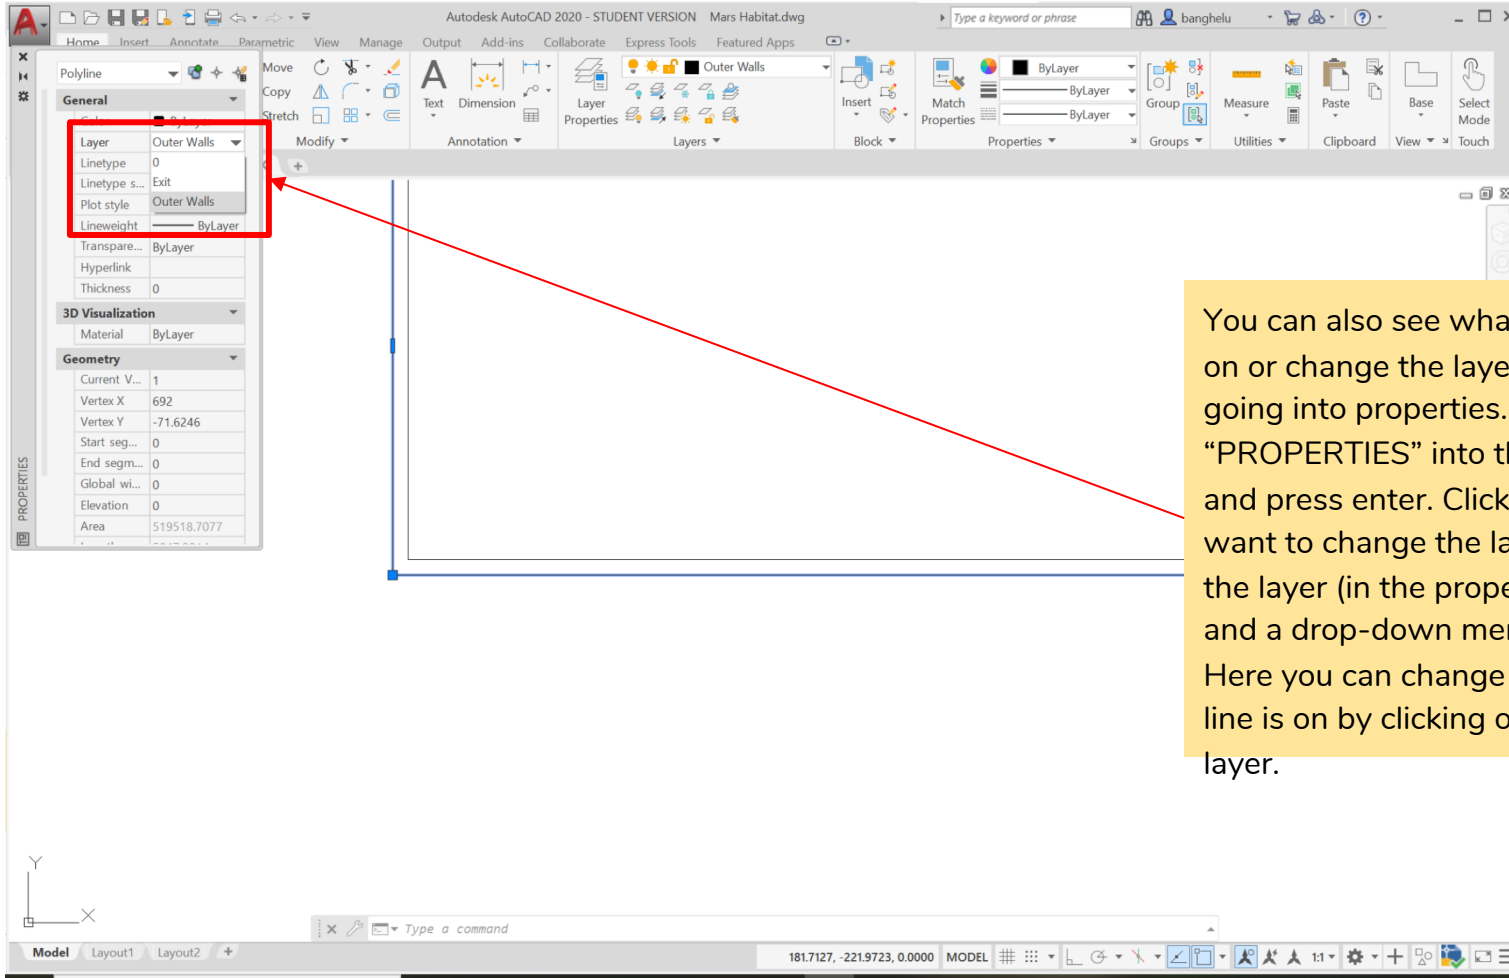 Autodesk AutoCAD 2020 - STUDENT VERSION Mars Habitat.dwg Type a keyword or phrase banghelu
Home Insert Annotate Parametric View Manage Output Add-ins Collaborate Express Tools Featured Apps
Polyline
General
Color ByLayer
Layer Outer Walls
Linetype 0
Linetype s... Exit
Plot style Outer Walls
Lineweight ByLayer
Transpare... ByLayer
Hyperlink
Thickness 0
3D Visualization
Material ByLayer
Geometry
Current V... 1
Vertex X 692
Vertex Y -71.6246
Start seg... 0
End segm... 0
Global wi... 0
Elevation 0
Area 519518.7077
PROPERTIES
Move
Copy
Stretch
Modify
Text Dimension
Annotation
Layer
Properties
Outer Walls
Layers
Insert
Block
Match
Properties
ByLayer
ByLayer
ByLayer
Properties
Group
Groups
Measure
Utilities
Paste
Clipboard
Base
View
Select
Mode
Touch
You can also see wha
on or change the laye
going into properties.
“PROPERTIES” into t
and press enter. Click
want to change the la
the layer (in the prope
and a drop-down me
Here you can change
line is on by clicking o
layer.
Y
X
Type a command
Model Layout1 Layout2 +
181.7127, -221.9723, 0.0000 MODEL 1:1